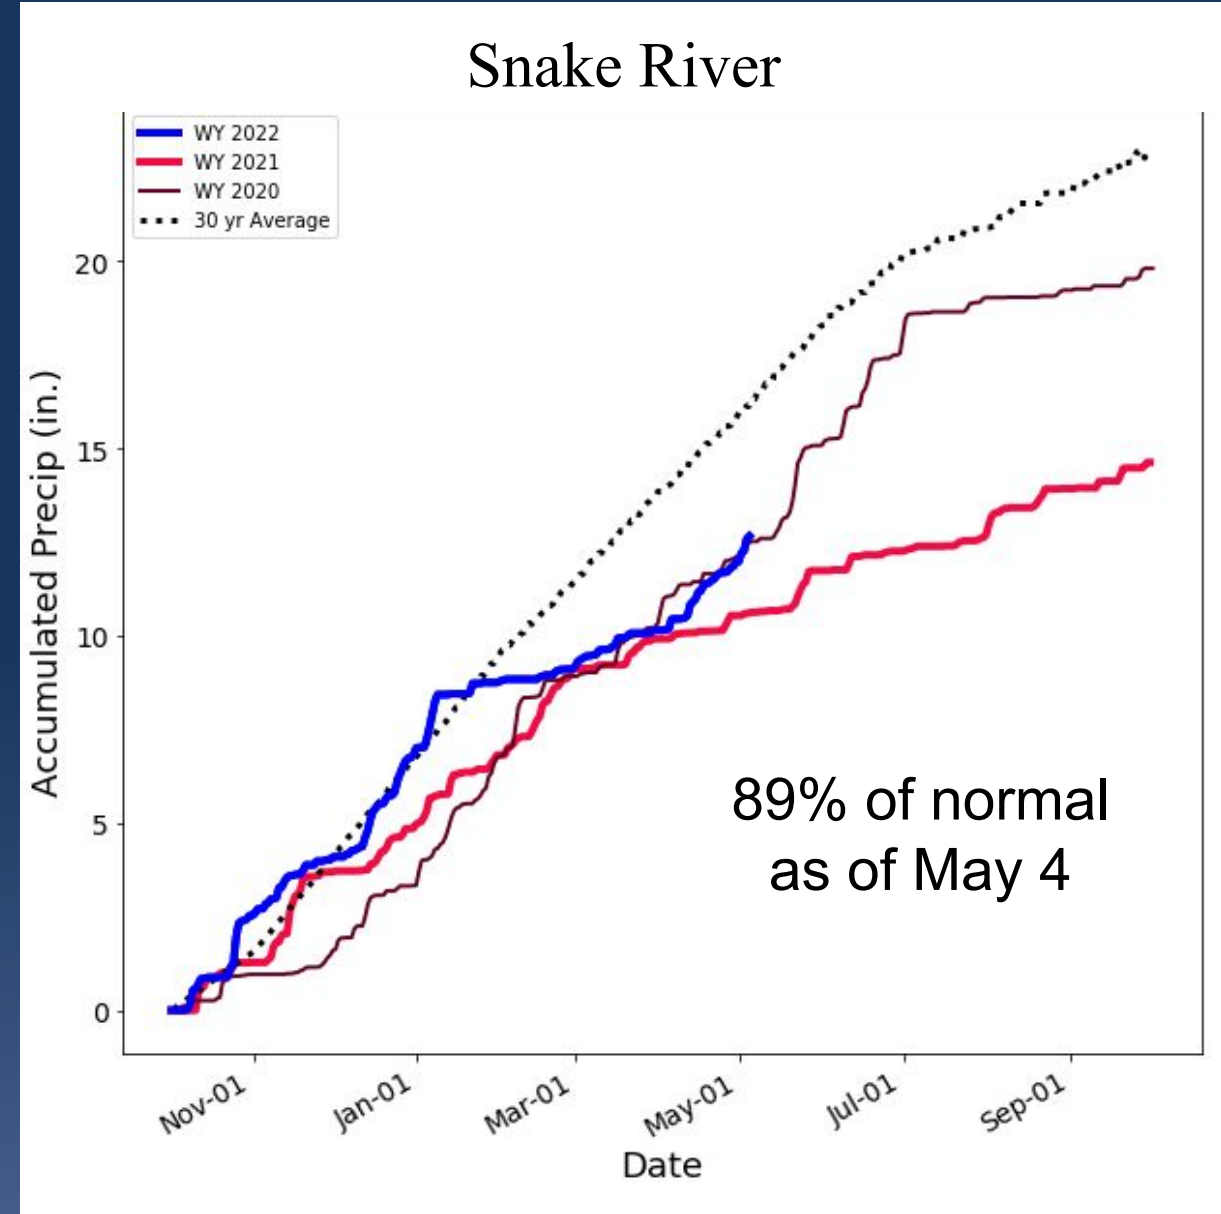 Snake River
WY 2022
WY 2021
WY 2020
30 yr Average
Accumulated Precip (in.)
20
15
10
5
0
89% of normal
as of May 4
Nov-01
Jan-01
Mar-01
May-01
Jul-01
Sep-01
Date